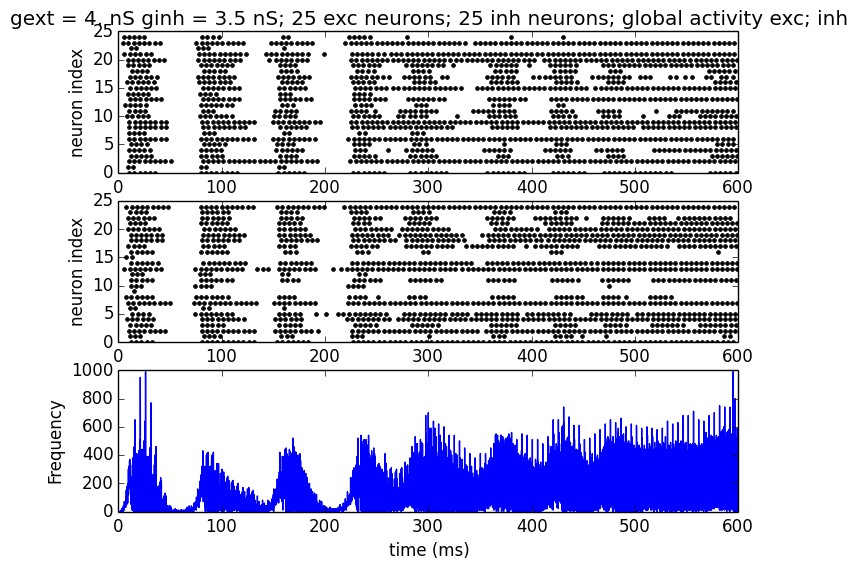 gext = 4. nS ginh = 3.5 nS; 25 exc neurons; 25 inh neurons; global activity exc; inh
25
20
15
10
5
0
neuron index
0 100 200 300 400 500 600
25
20
15
10
5
0
neuron index
0 100 200 300 400 500 600
1000
800
600
400
200
0
Frequency
0 100 200 300 400 500 600
time (ms)